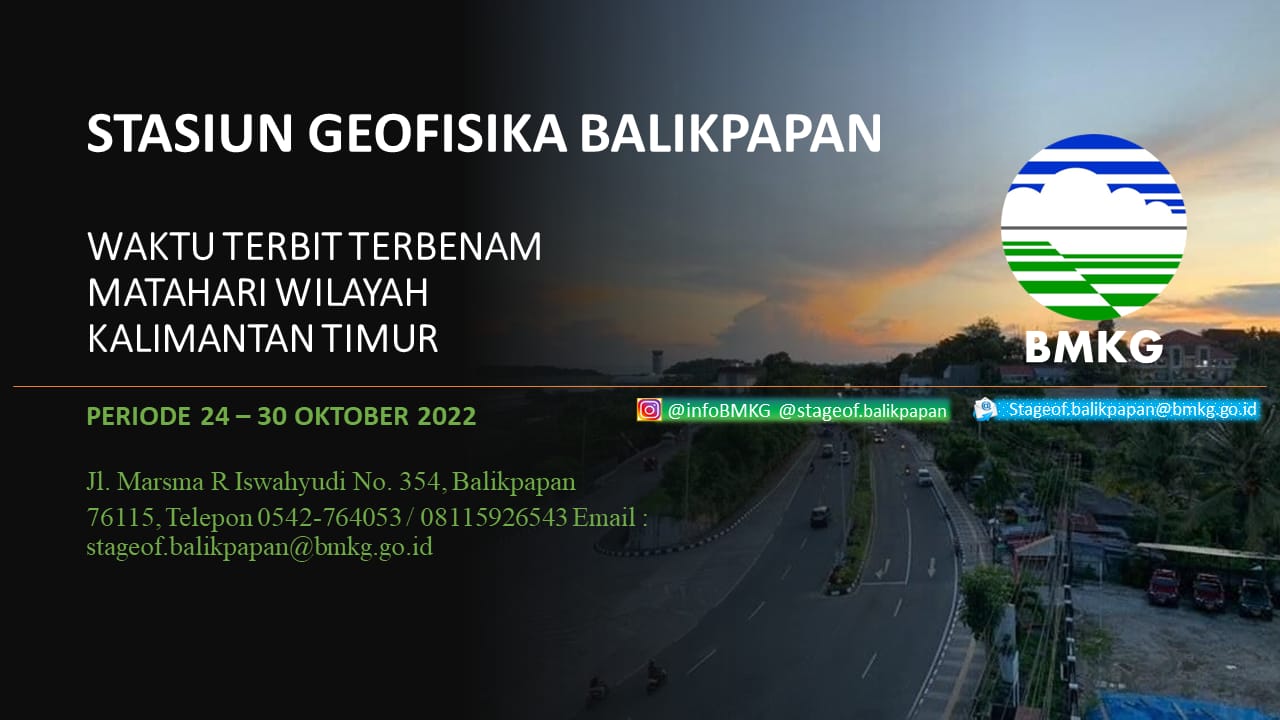 STASIUN GEOFISIKA BALIKPAPAN
WAKTU TERBIT TERBENAM
MATAHARI WILAYAH
KALIMANTAN TIMUR
BMKG
PERIODE 24 – 30 OKTOBER 2022
@infoBMKG @stageof.balikpapan
: Stageof.balikpapan@bmkg.go.id
Jl. Marsma R Iswahyudi No. 354, Balikpapan
76115, Telepon 0542-764053 / 08115926543 Email :
stageof.balikpapan@bmkg.go.id